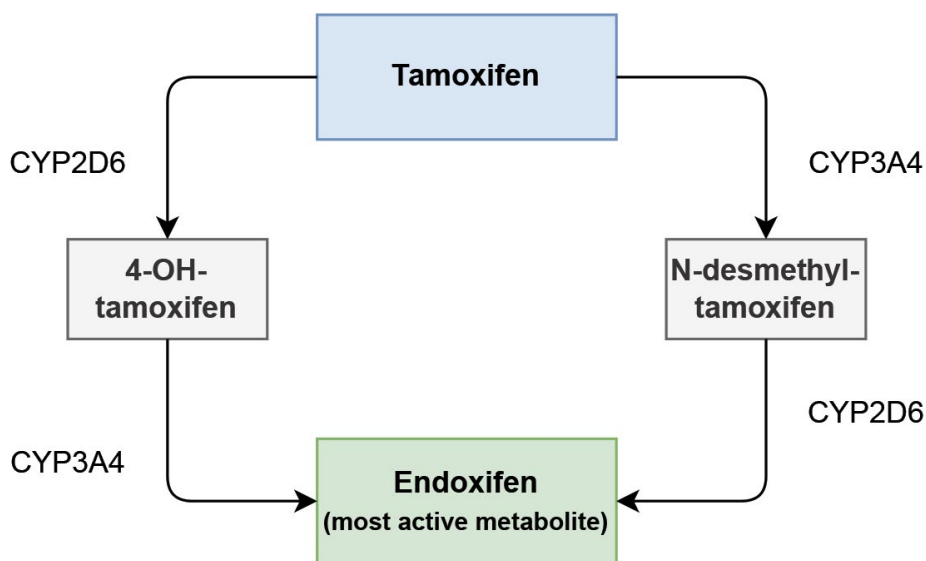 Tamoxifen
CYP2D6
CYP3A4
4-OH-
tamoxifen
N-desmethyl-
tamoxifen
CYP3A4
CYP2D6
Endoxifen
(most active metabolite)